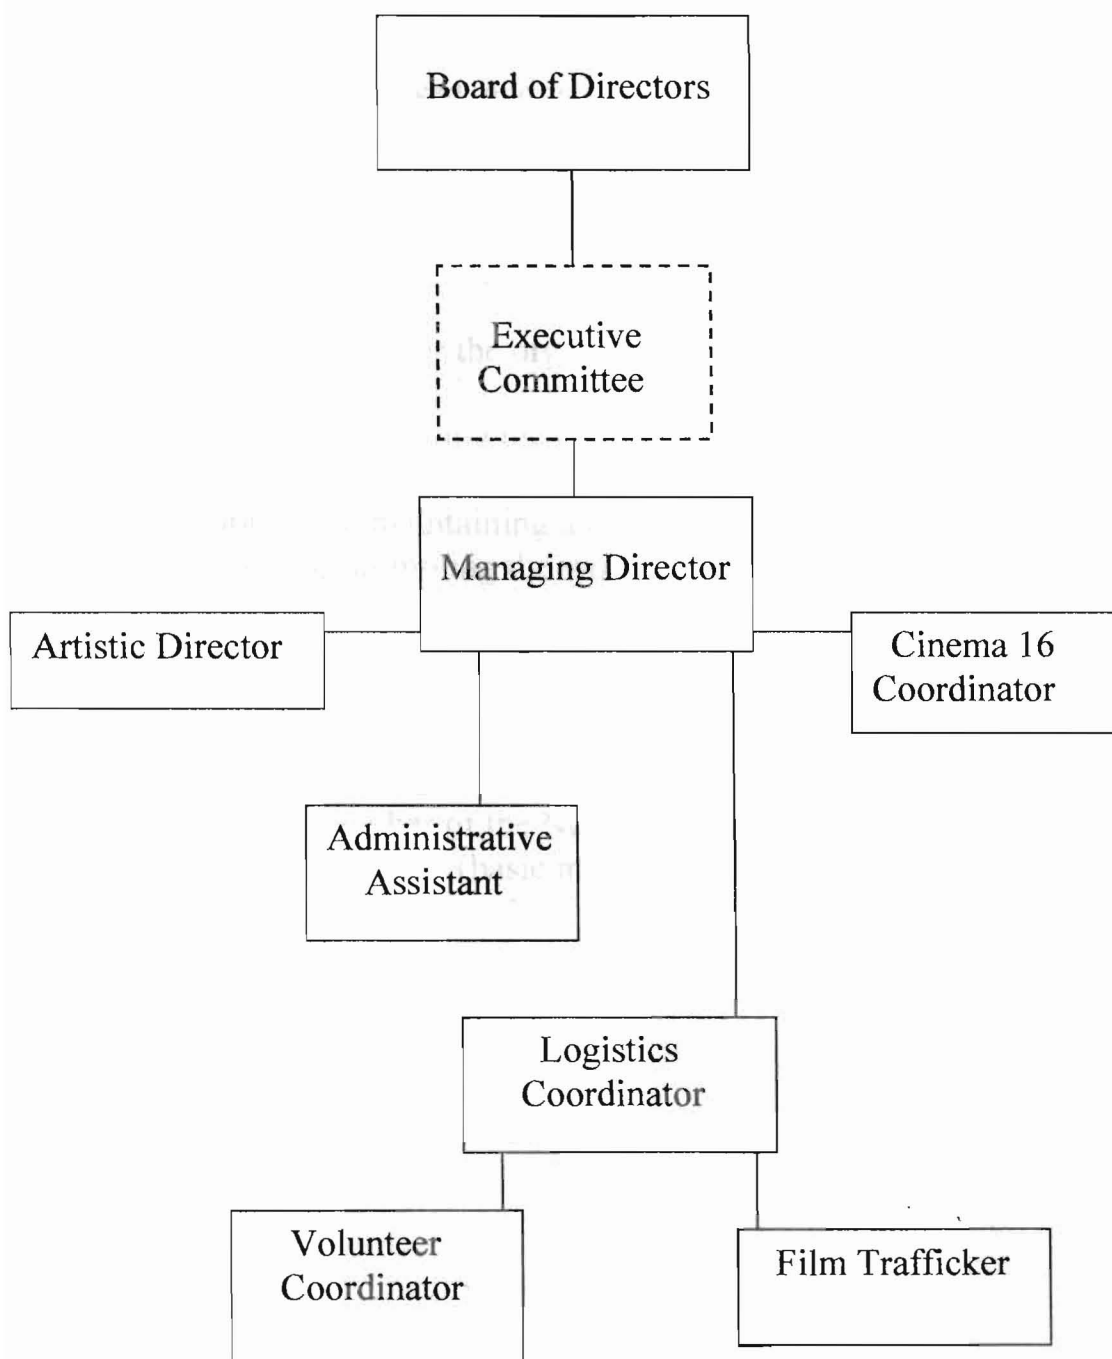 Board of Directors
Executive
Committee
Managing Director
Artistic Director
Cinema 16
Coordinator
Administrative
Assistant
Logistics
Coordinator
Volunteer
Coordinator
Film Trafficker